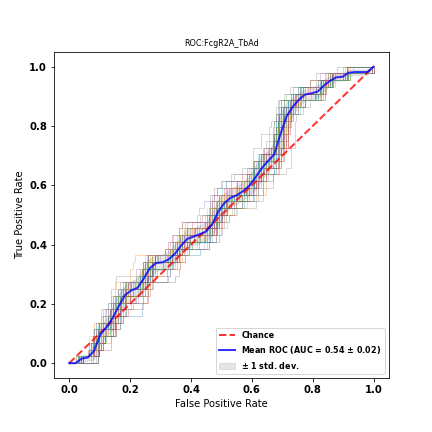 ROC:FcgR2A_TbAd
True Positive Rate
1.0
0.8
0.6
0.4
0.2
0.0
Chance
Mean ROC (AUC = 0.54 ± 0.02)
± 1 std. dev.
0.0 0.2 0.4 0.6 0.8 1.0
False Positive Rate